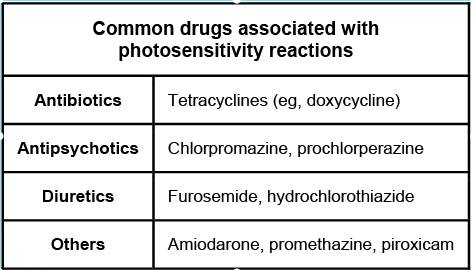 Common drugs associated with
photosensitivity reactions
Antibiotics Tetracyclines (eg, doxycycline)
Antipsychotics Chlorpromazine, prochlorperazine
Diuretics Furosemide, hydrochlorothiazide
Others Amiodarone, promethazine, piroxicam